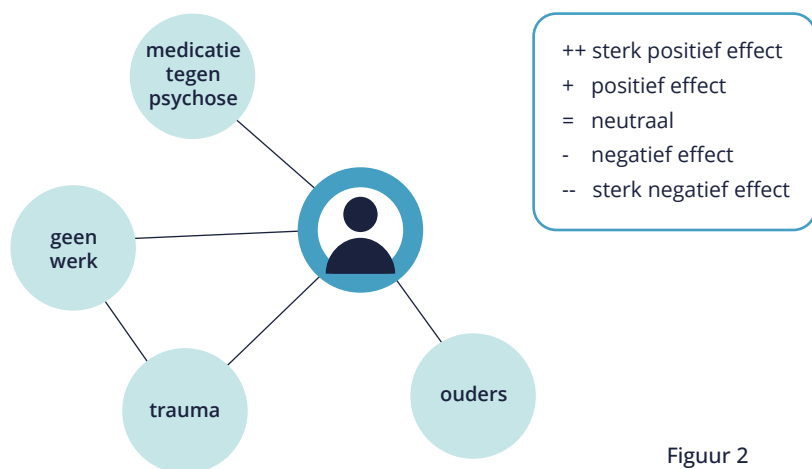 medicatie
tegen
psychose
++ sterk positief effect
+ positief effect
= neutraal
- negatief effect
-- sterk negatief effect
geen
werk
trauma
ouders
Figuur 2